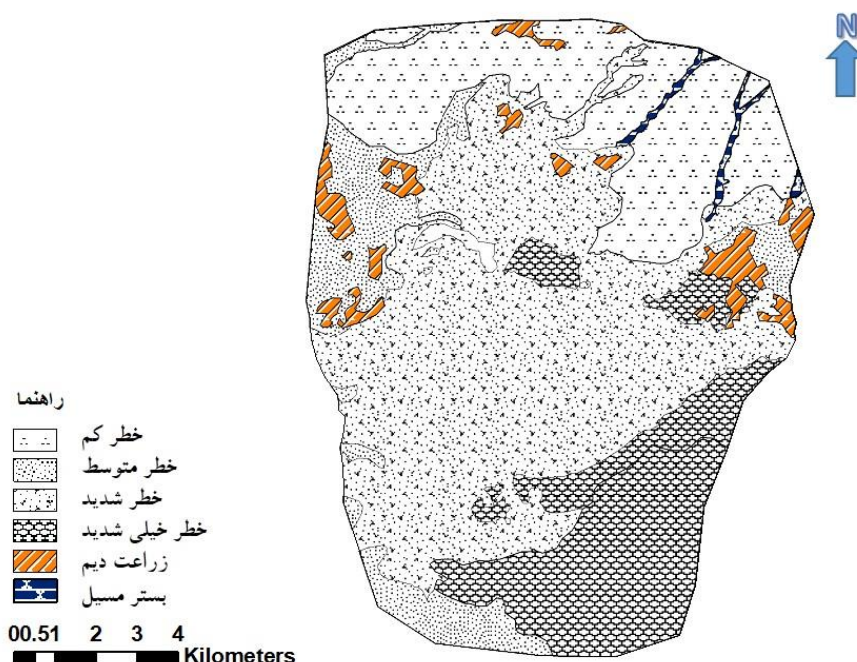 N
راهنما
خطر کم
خطر متوسط
خطر شدید
خطر خیلی شدید
زراعت دیم
بستر مسیل
00.51 2 3 4
Kilometers